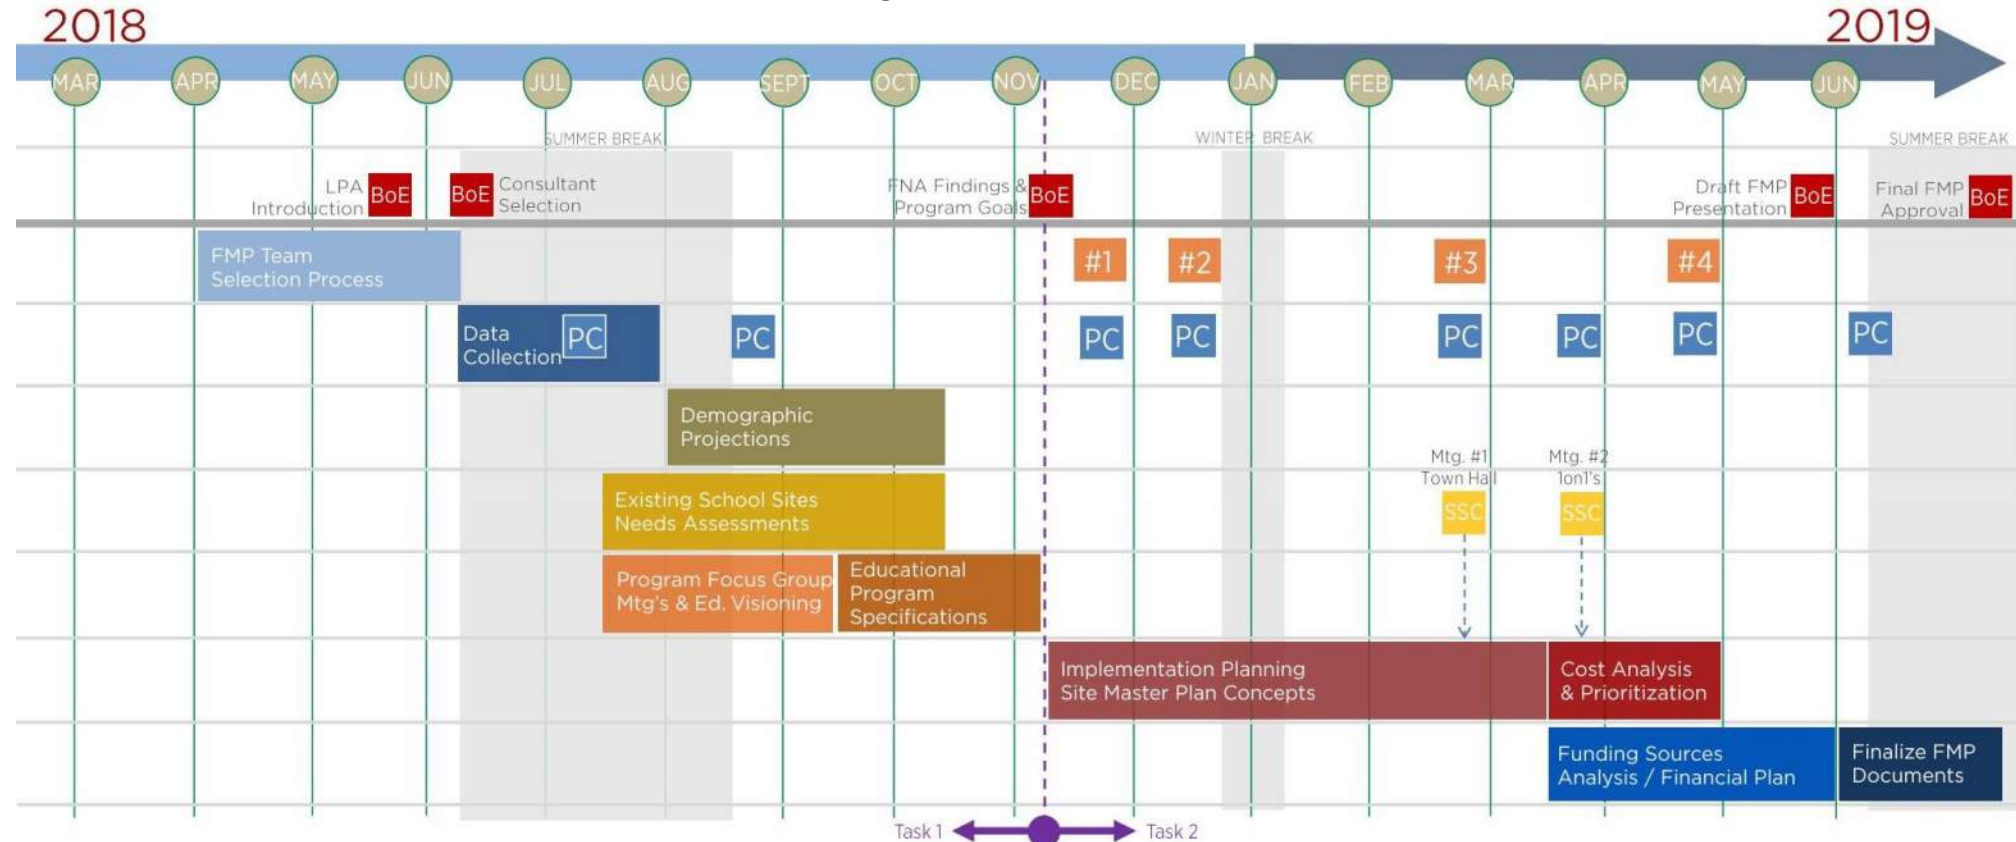 2018
2019
MAR
APR
MAY
JUN
JUL
AUG
SEPT
OCT
NOV
DEC
JAN
FEB
MAR
APR
MAY
JUN
SUMMER BREAK
WINTER BREAK
SUMMER BREAK
LPA
Introduction
BoE
BoE
Consultant
Selection
FNA Findings &
Program Goals
BoE
Draft FMP
Presentation
BoE
Final FMP
Approval
BoE
FMP Team
Selection Process
#1
#2
#3
#4
Data
Collection
PC
PC
PC
PC
PC
PC
PC
PC
Demographic
Projections
Mtg. #1
Town Hall
Mtg. #2
1on1's
Existing School Sites
Needs Assessments
SSC
SSC
Program Focus Group
Mtg's & Ed. Visioning
Educational
Program
Specifications
Implementation Planning
Site Master Plan Concepts
Cost Analysis
& Prioritization
Funding Sources
Analysis / Financial Plan
Finalize FMP
Documents
Task 1
Task 2